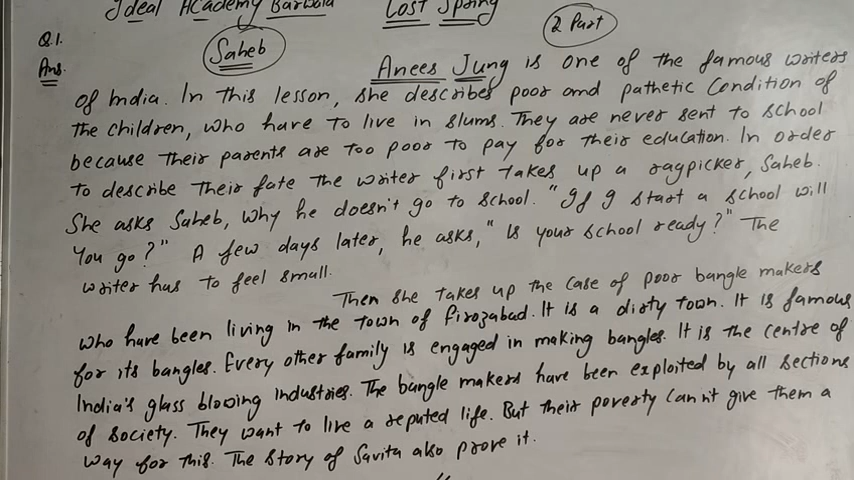 Ideal Academy Barwala Lost Spring
Q.1. Saheb 2 Part
Ans. Anees Jung is one of the famous writers
of India. In this lesson, she describes poor and pathetic condition of
the children, who have to live in slums. They are never sent to school
because their parents are too poor to pay for their education. In order
to describe their fate the writer first takes up a ragpicker, Saheb.
She asks Saheb, why he doesn't go to school. "If I start a school will
you go?" A few days later, he asks, "Is your school ready?" The
writer has to feel small.
Then she takes up the case of poor bangle makers
who have been living in the town of Firozabad. It is a dirty town. It is famous
for its bangles. Every other family is engaged in making bangles. It is the centre of
India's glass blowing industries. The bangle makers have been exploited by all sections
of society. They want to live a reputed life. But their poverty can n't give them a
way for this. The story of Savita also prove it.